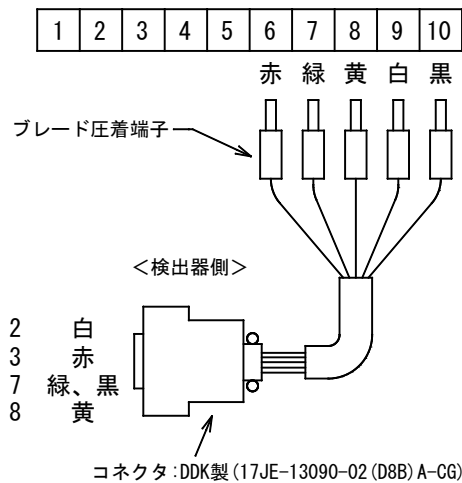 1 2 3 4 5 6 7 8 9 10
赤 緑 黄 白 黒
ブレード圧着端子
<検出器側>
2 白
3 赤
7 緑、黒
8 黄
コネクタ:DDK製(17JE-13090-02(D8B)A-CG)